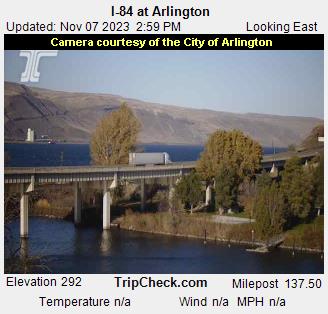 I-84 at Arlington
Updated: Nov 07 2023 2:59 PM Looking East
Camera courtesy of the City of Arlington
Elevation 292 TripCheck.com Milepost 137.50
Temperature n/a Wind n/a MPH n/a